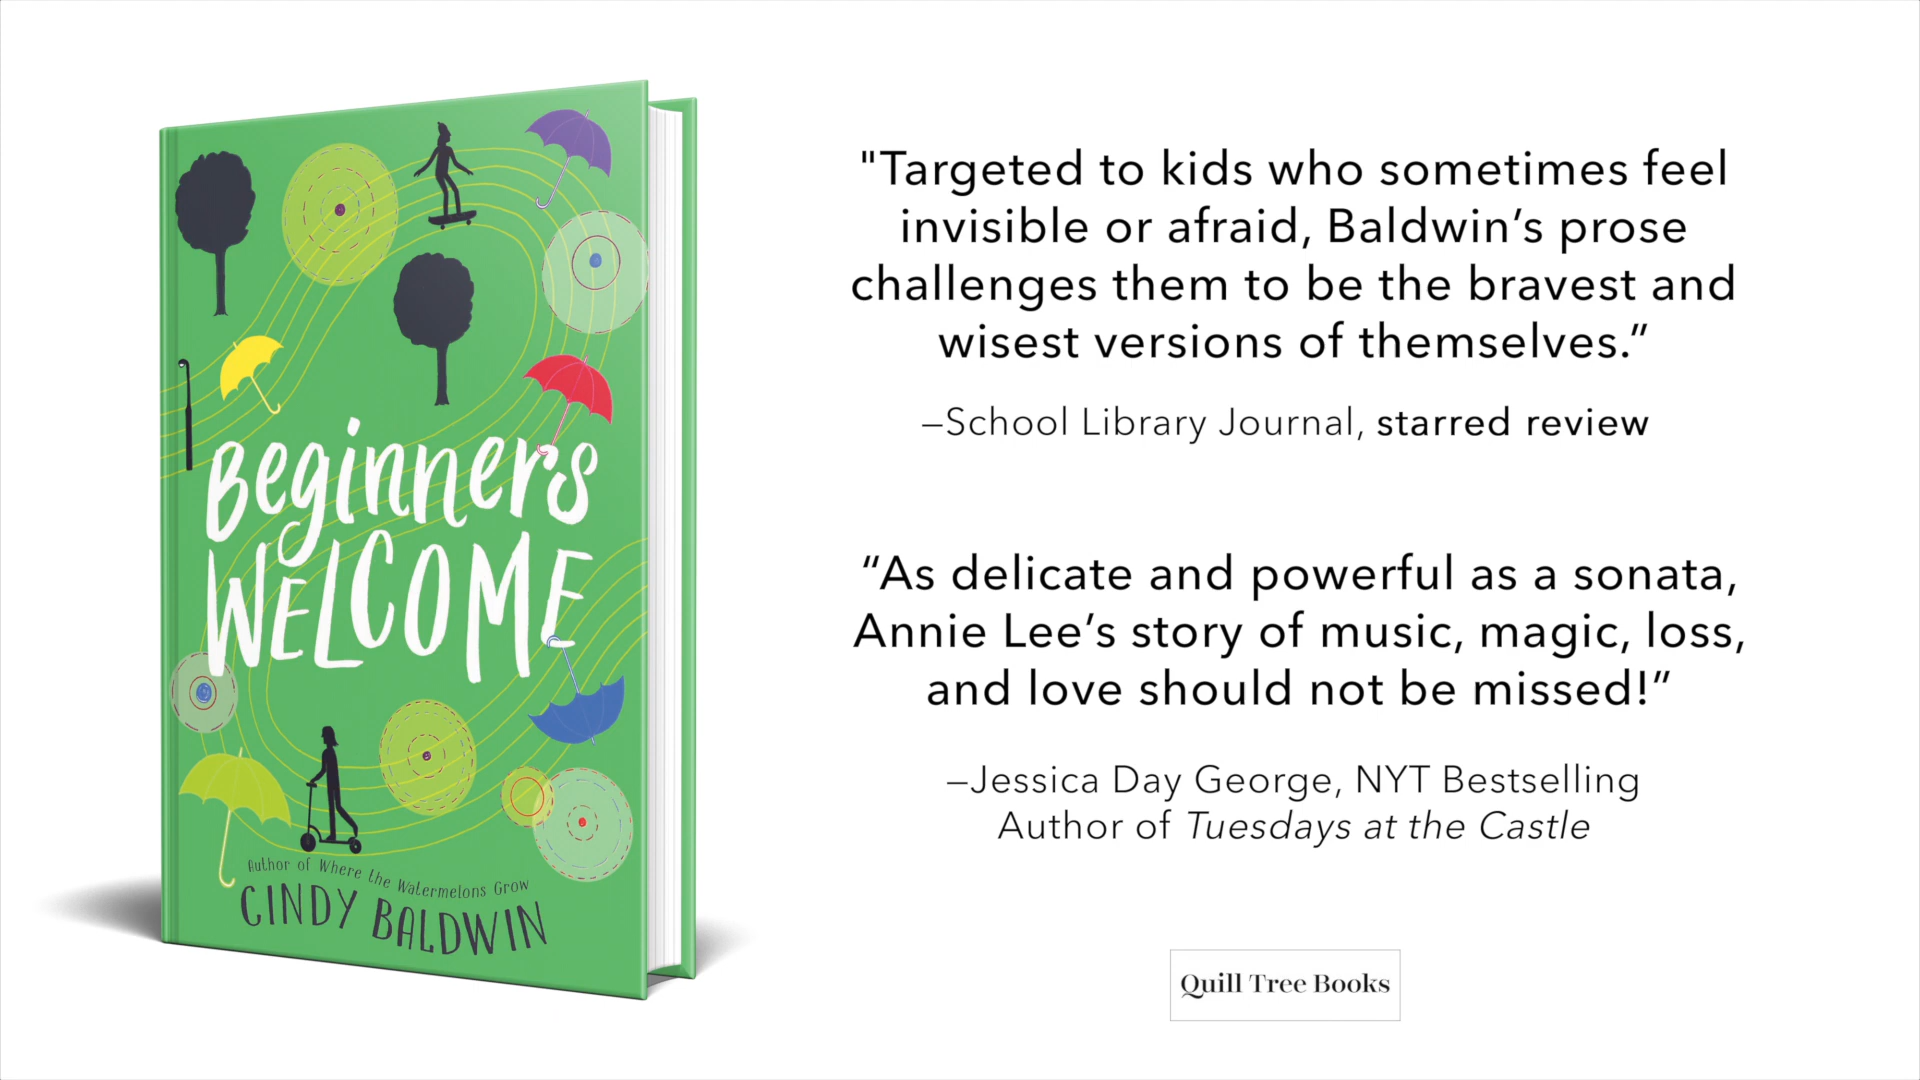 Beginners
WELCOME
Author of Where the Watermelons Grow
CINDY BALDWIN
"Targeted to kids who sometimes feel
invisible or afraid, Baldwin’s prose
challenges them to be the bravest and
wisest versions of themselves.”
–School Library Journal, starred review
“As delicate and powerful as a sonata,
Annie Lee’s story of music, magic, loss,
and love should not be missed!”
–Jessica Day George, NYT Bestselling
Author of Tuesdays at the Castle
Quill Tree Books